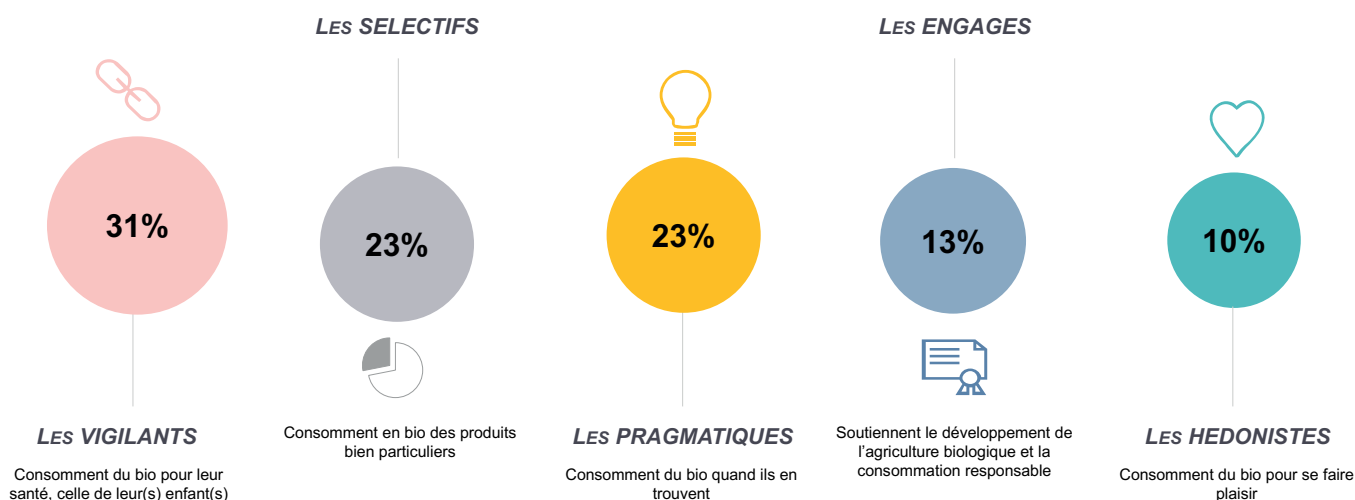 LES SELECTIFS
LES ENGAGES
31%
23%
23%
13%
10%
LES VIGILANTS
Consomment du bio pour leur
santé, celle de leur(s) enfant(s)
Consomment en bio des produits
bien particuliers
LES PRAGMATIQUES
Consomment du bio quand ils en
trouvent
Soutiennent le développement de
l’agriculture biologique et la
consommation responsable
LES HEDONISTES
Consomment du bio pour se faire
plaisir